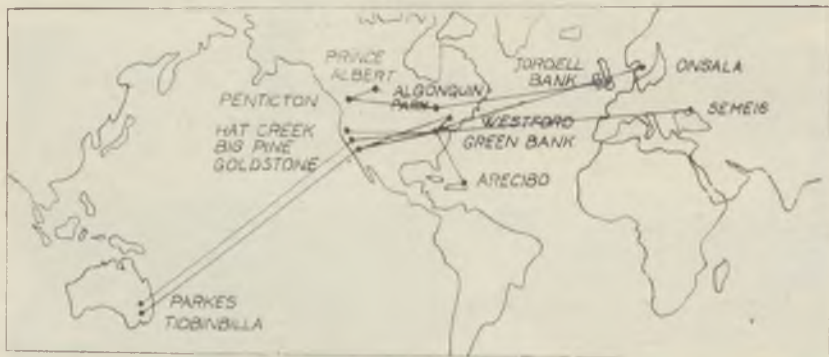 PRINCE
ALBERT
ALGONQUIN
PARK
PENTICTON
JORDELL
BANK
ONSALA
SEMEIS
HAT CREEK
BIG PINE
GOLDSTONE
WESTFORD
GREEN BANK
ARECIBO
PARKES
TIDBINBILLA